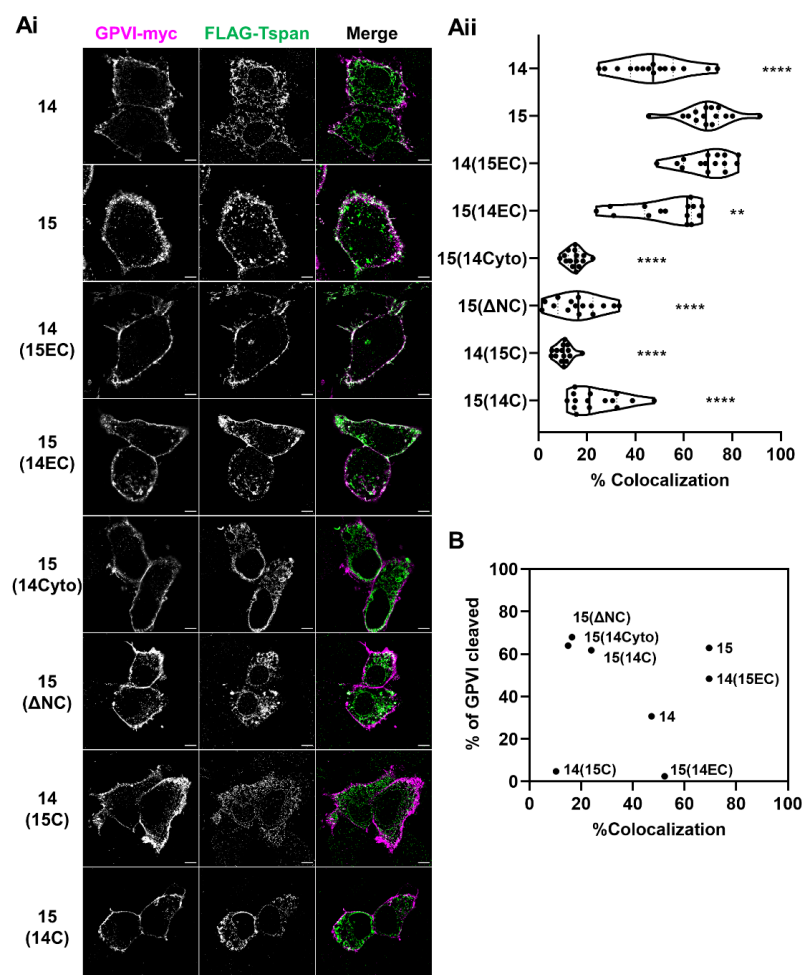 Ai
GPVI-myc FLAG-Tspan Merge
14
15
14
(15EC)
15
(14EC)
15
(14Cyto)
15
(ΔNC)
14
(15C)
15
(14C)
Aii
14 ****
15
14(15EC)
15(14EC) **
15(14Cyto) ****
15(ΔNC) ****
14(15C) ****
15(14C) ****
0 20 40 60 80 100
% Colocalization
B
% of GPVI cleaved
100
80
60
40
20
0
15(ΔNC)
15(14Cyto)
15(14C)
15
14(15EC)
14
14(15C)
15(14EC)
0 20 40 60 80 100
%Colocalization